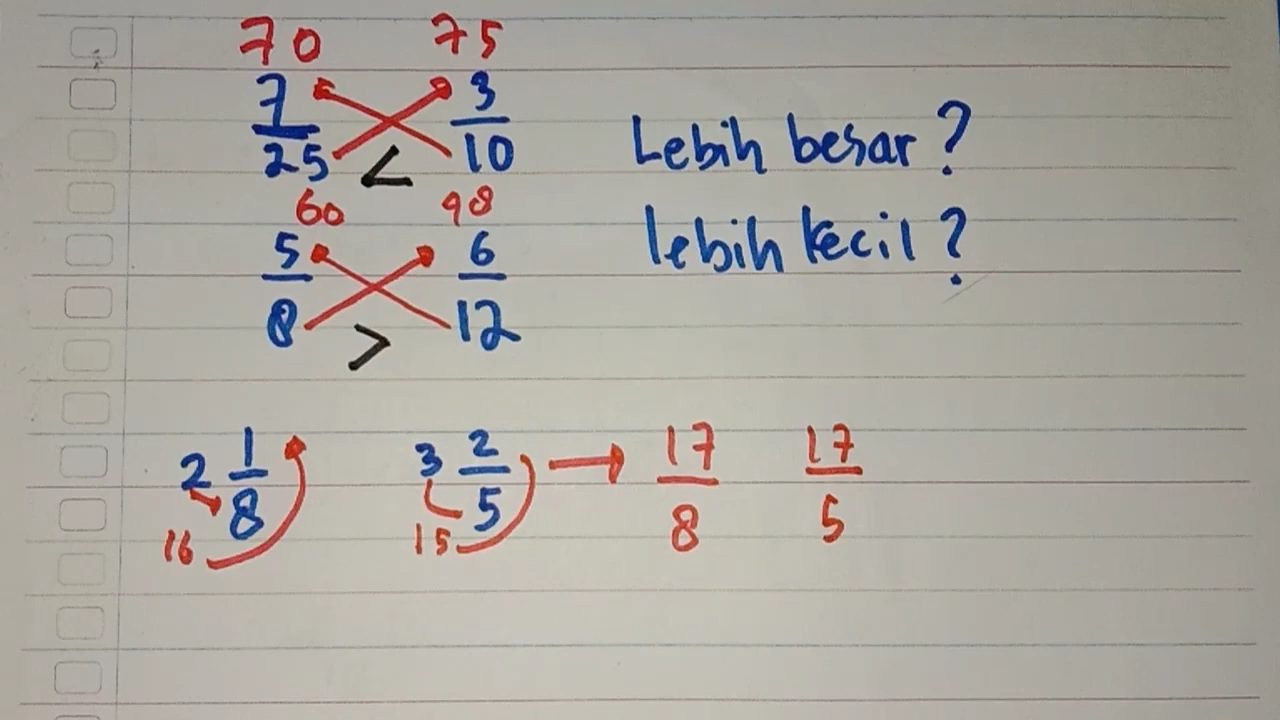 70 75
7/25 < 3/10 Lebih besar?
60 48
5/8 > 6/12 lebih kecil?
2 1/8 3 2/5 → 17/8 17/5
16 15